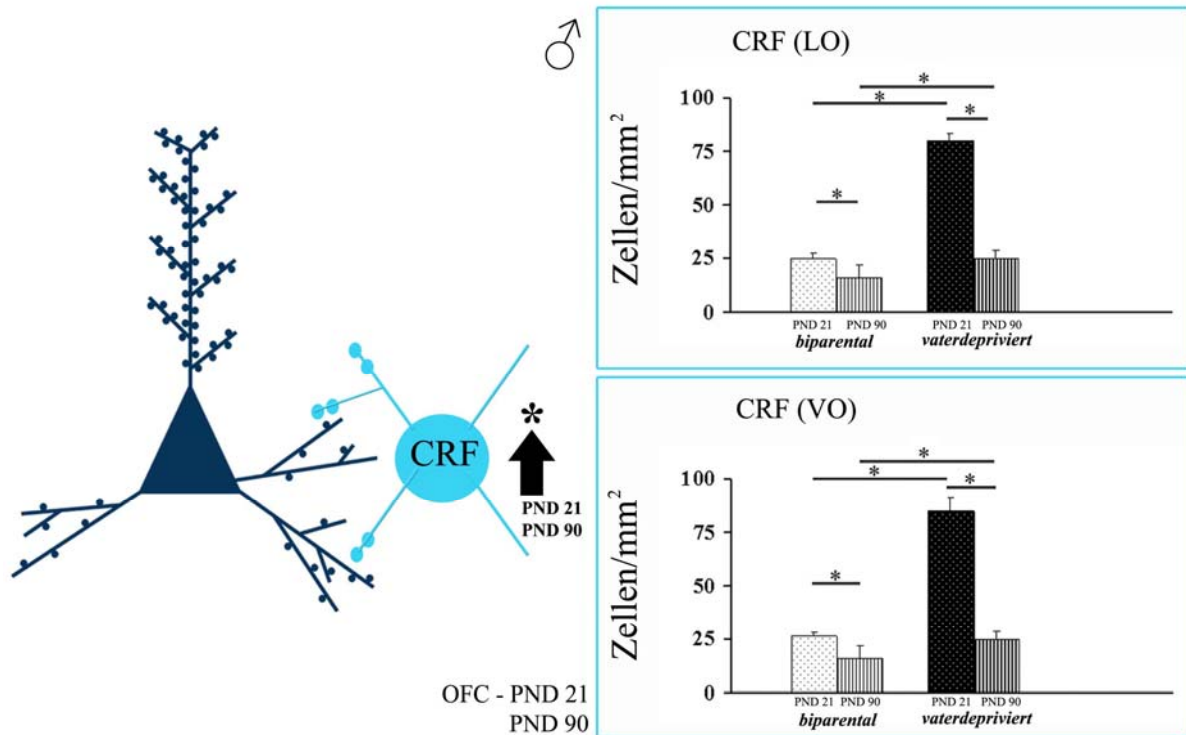 ♂
CRF
*
PND 21
PND 90
OFC - PND 21
PND 90
CRF (LO)
Zellen/mm²
100
75
50
25
0
*
*
*
*
PND 21 PND 90 PND 21 PND 90
biparental vaterdepriviert
CRF (VO)
Zellen/mm²
100
75
50
25
0
*
*
*
*
PND 21 PND 90 PND 21 PND 90
biparental vaterdepriviert